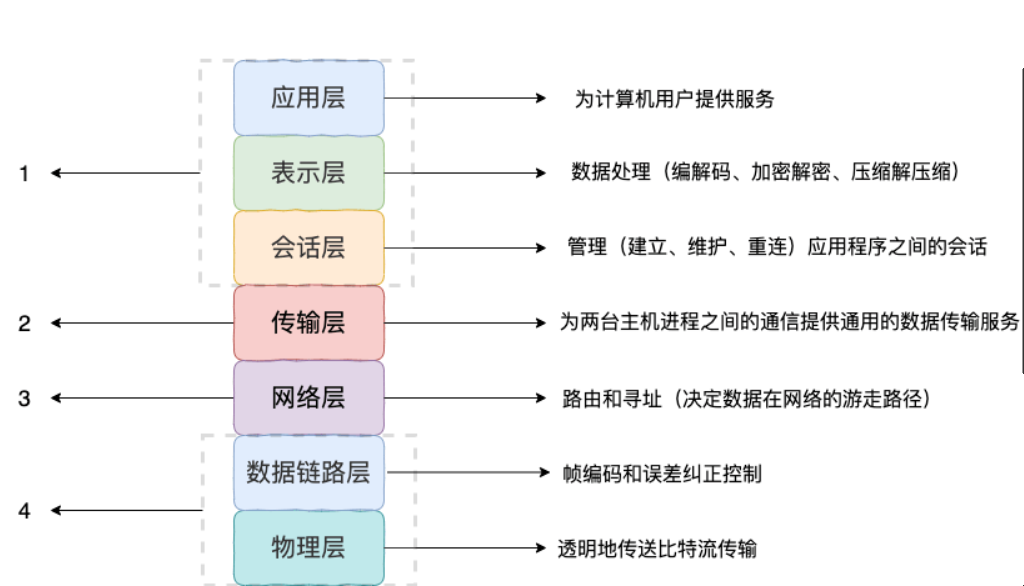 应用层
为计算机用户提供服务
1
表示层
数据处理（编解码、加密解密、压缩解压缩）
会话层
管理（建立、维护、重连）应用程序之间的会话
2
传输层
为两台主机进程之间的通信提供通用的数据传输服务
3
网络层
路由和寻址（决定数据在网络的游走路径）
数据链路层
帧编码和误差纠正控制
4
物理层
透明地传送比特流传输